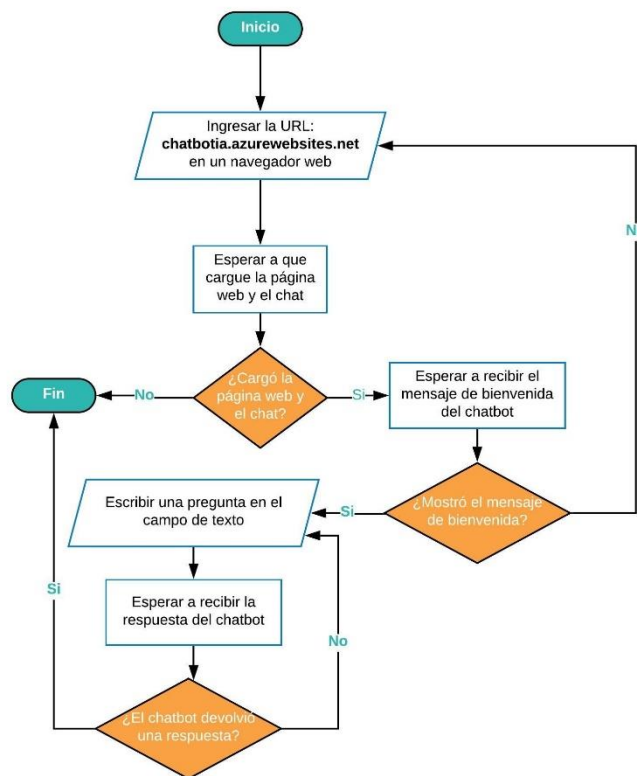 Inicio
Ingresar la URL:
chatbotia.azurewebsites.net
en un navegador web
N
Esperar a que
cargue la página
web y el chat
Fin
No
¿Cargó la
página web y
el chat?
Si
Esperar a recibir el
mensaje de bienvenida
del chatbot
Escribir una pregunta en el
campo de texto
Si
¿Mostró el mensaje
de bienvenida?
Si
Esperar a recibir la
respuesta del chatbot
No
¿El chatbot devolvió
una respuesta?